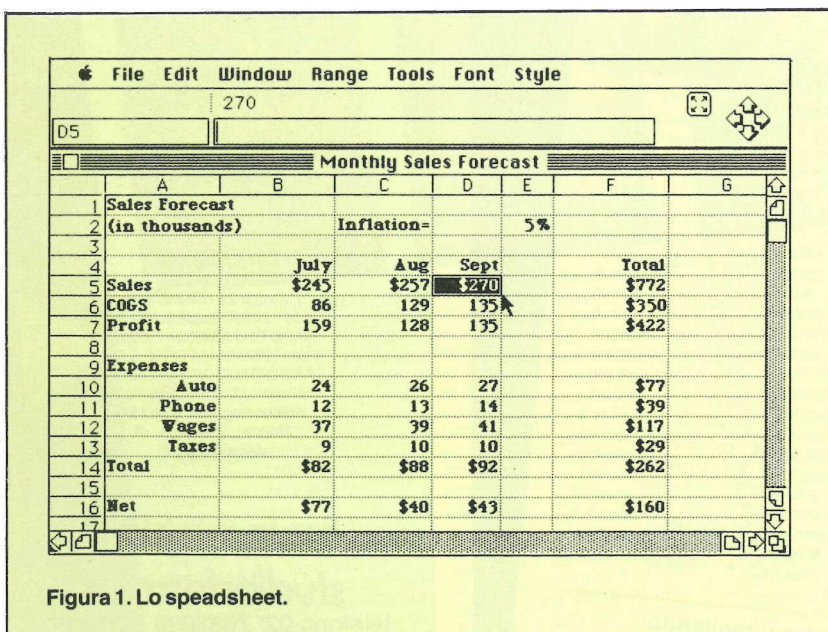 File Edit Window Range Tools Font Style
270
D5
Monthly Sales Forecast
A B C D E F G
1 Sales Forecast
2 (in thousands) Inflation= 5%
3
4 July Aug Sept Total
5 Sales $245 $257 $270 $772
6 COGS 86 129 135 $350
7 Profit 159 128 135 $422
8
9 Expenses
10 Auto 24 26 27 $77
11 Phone 12 13 14 $39
12 Wages 37 39 41 $117
13 Taxes 9 10 10 $29
14 Total $82 $88 $92 $262
15
16 Net $77 $40 $43 $160
17
Figura 1. Lo speadsheet.